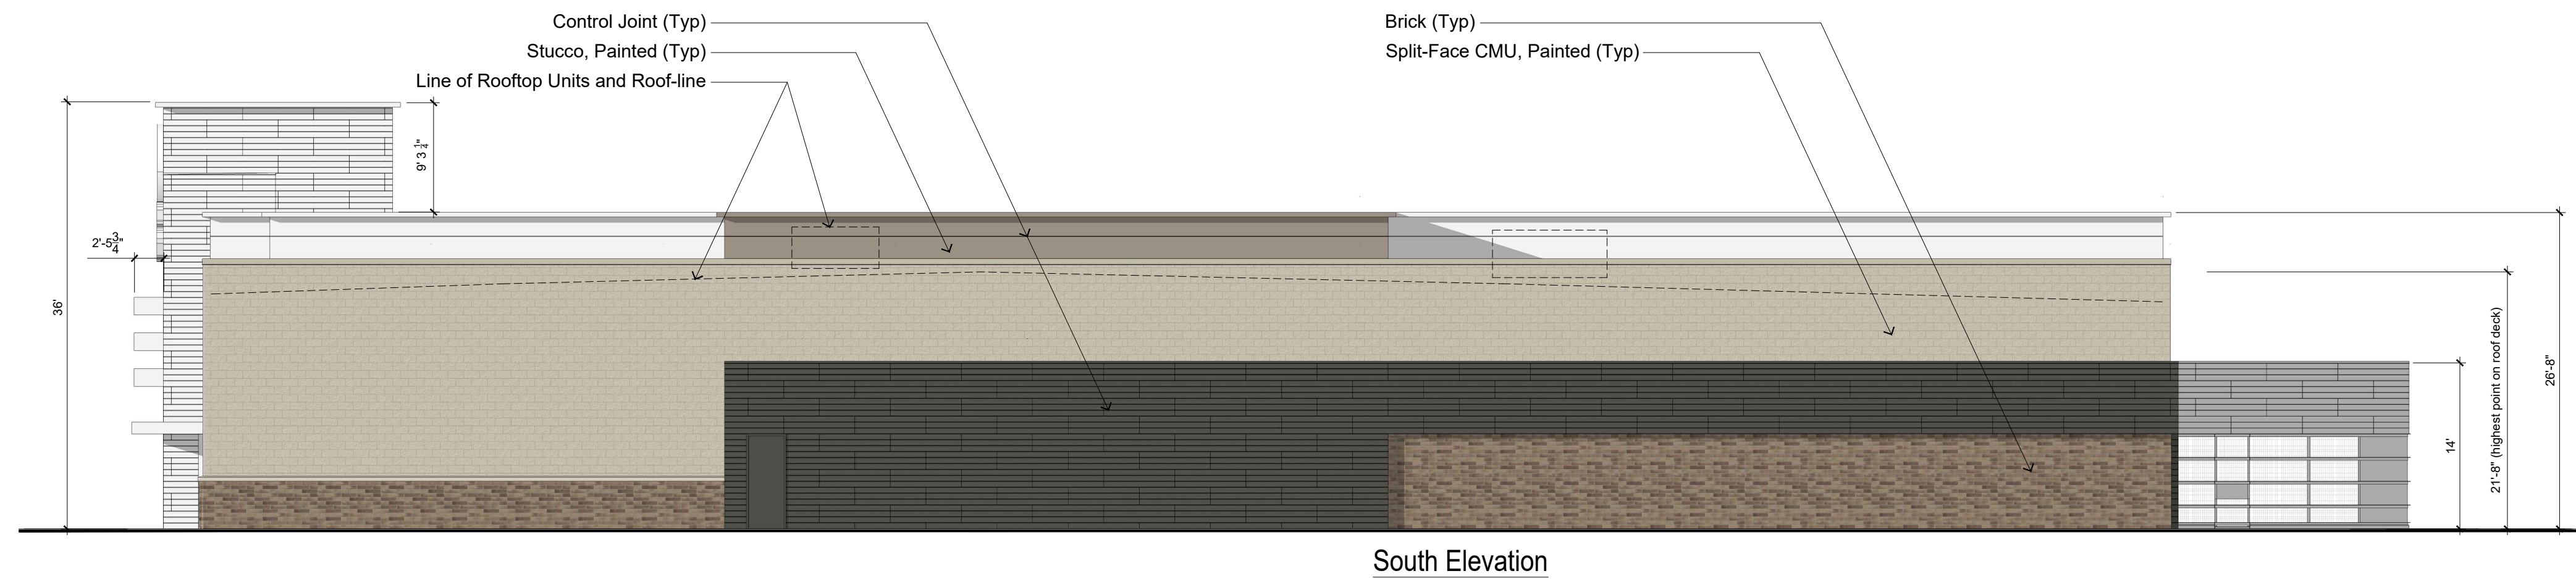 Control Joint (Typ)
Stucco, Painted (Typ)
Line of Rooftop Units and Roof-line
Brick (Typ)
Split-Face CMU, Painted (Typ)
36'
9' 3 1/4"
2'-5 3/4"
14'
21'-8" (highest point on roof deck)
26'-8"
South Elevation